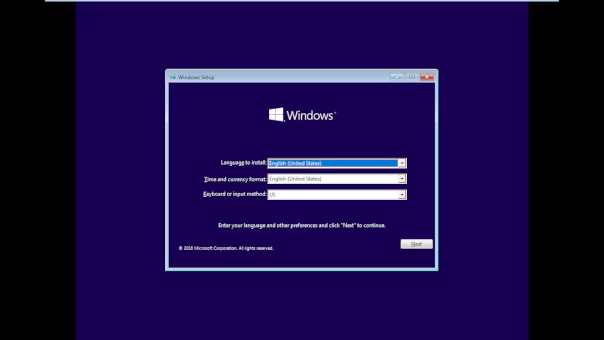 Windows Setup
Windows
Language to install: English (United States)
Time and currency format: English (United States)
Keyboard or input method: US
Enter your language and other preferences and click "Next" to continue.
© 2016 Microsoft Corporation. All rights reserved.
Next